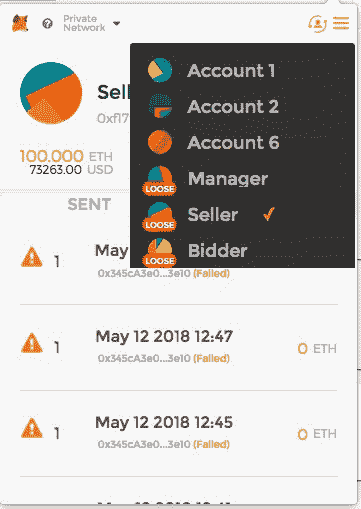 Private
Network
Account 1
Account 2
Account 6
LOOSE Manager
LOOSE Seller
LOOSE Bidder
Sell
0xf17
100.000 ETH
73263.00 USD
SENT
1 May 12
0x345cA3e0...3e10 (Failed)
1 May 12 2018 12:47
0x345cA3e0...3e10 (Failed)
0 ETH
1 May 12 2018 12:45
0x345cA3e0...3e10 (Failed)
0 ETH